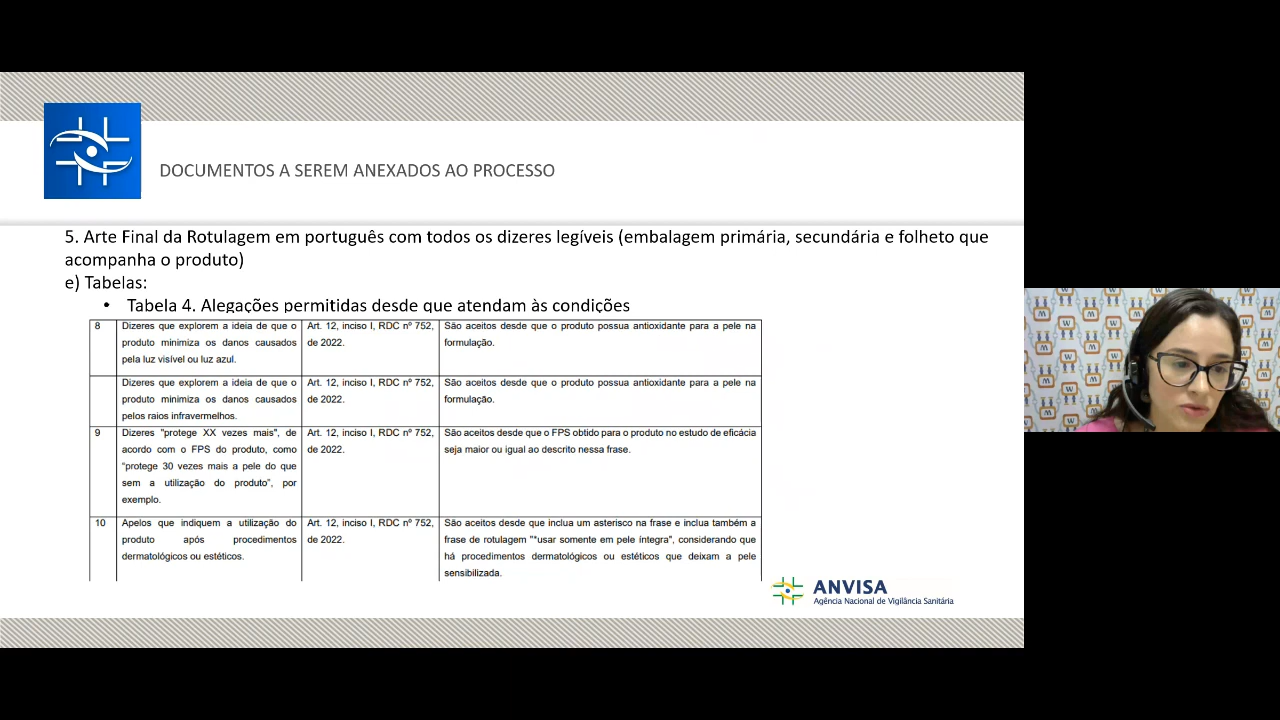 DOCUMENTOS A SEREM ANEXADOS AO PROCESSO
5. Arte Final da Rotulagem em português com todos os dizeres legíveis (embalagem primária, secundária e folheto que
acompanha o produto)
e) Tabelas:
• Tabela 4. Alegações permitidas desde que atendam às condições
8
Dizeres que explorem a ideia de que o
produto minimiza os danos causados
pela luz visível ou luz azul.
Art. 12, inciso I, RDC nº 752,
de 2022.
São aceitos desde que o produto possua antioxidante para a pele na
formulação.
Dizeres que explorem a ideia de que o
produto minimiza os danos causados
pelos raios infravermelhos.
Art. 12, inciso I, RDC nº 752,
de 2022.
São aceitos desde que o produto possua antioxidante para a pele na
formulação.
9
Dizeres "protege XX vezes mais", de
acordo com o FPS do produto, como
"protege 30 vezes mais a pele do que
sem a utilização do produto", por
exemplo.
Art. 12, inciso I, RDC nº 752,
de 2022.
São aceitos desde que o FPS obtido para o produto no estudo de eficácia
seja maior ou igual ao descrito nessa frase.
10
Apelos que indiquem a utilização do
produto após procedimentos
dermatológicos ou estéticos.
Art. 12, inciso I, RDC nº 752,
de 2022.
São aceitos desde que inclua um asterisco na frase e inclua também a
frase de rotulagem "*usar somente em pele íntegra", considerando que
há procedimentos dermatológicos ou estéticos que deixam a pele
sensibilizada.
ANVISA
Agência Nacional de Vigilância Sanitária